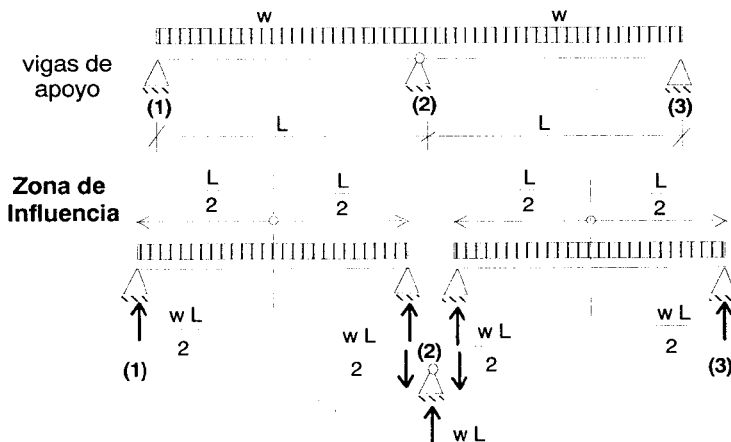 w w
vigas de
apoyo
(1) (2) (3)
L L
Zona de
Influencia
L/2 L/2 L/2 L/2
w L/2 w L/2 w L/2 w L/2
(1) (2) (3)
w L